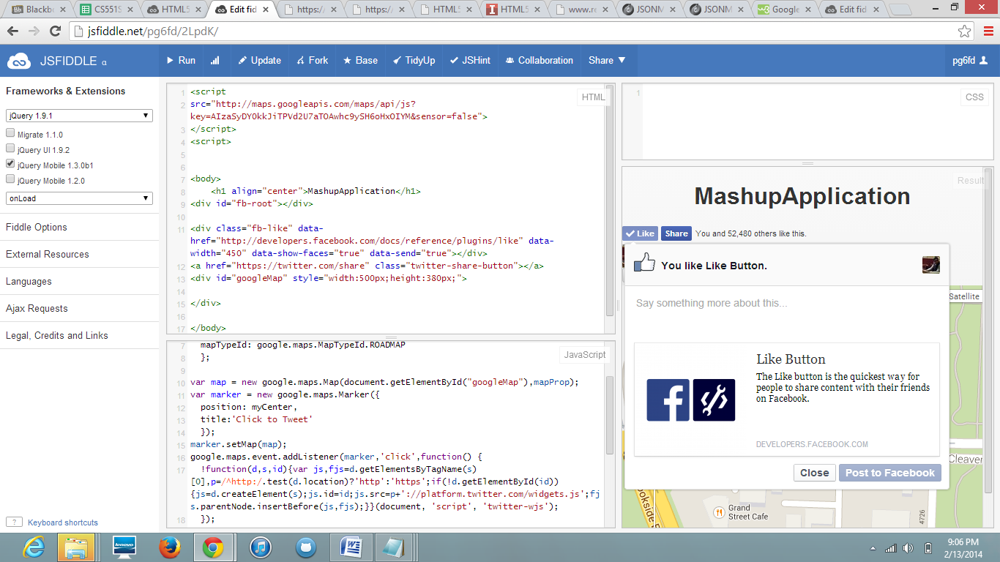 Blackb
CS551S
HTML5
Edit fid
https:/
https:/
HTML5
HTML5
www.re
JSONM
JSONM
Google
Edit fid
jsfiddle.net/pg6fd/2LpdK/
JSFIDDLE α
Run
Update
Fork
Base
TidyUp
JSHint
Collaboration
Share
pg6fd
Frameworks & Extensions
jQuery 1.9.1
Migrate 1.1.0
jQuery UI 1.9.2
jQuery Mobile 1.3.0b1
jQuery Mobile 1.2.0
onLoad
Fiddle Options
External Resources
Languages
Ajax Requests
Legal, Credits and Links
? Keyboard shortcuts
HTML
1 <script
2 src="http://maps.googleapis.com/maps/api/js?
key=AIzaSyDY0kkJiTPVd2U7aTOAwhc9ySH6oHxOIYM&sensor=false">
3 </script>
4 <script>
5
6
7 <body>
8 <h1 align="center">MashupApplication</h1>
9 <div id="fb-root"></div>
10
11 <div class="fb-like" data-
href="http://developers.facebook.com/docs/reference/plugins/like" data-
width="450" data-show-faces="true" data-send="true"></div>
12 <a href="https://twitter.com/share" class="twitter-share-button"></a>
13 <div id="googleMap" style="width:500px;height:380px;">
14
15 </div>
16
17 </body>
JavaScript
7 mapTypeId: google.maps.MapTypeId.ROADMAP
8 };
9
10 var map = new google.maps.Map(document.getElementById("googleMap"),mapProp);
11 var marker = new google.maps.Marker({
12 position: myCenter,
13 title:'Click to Tweet'
14 });
15 marker.setMap(map);
16 google.maps.event.addListener(marker,'click',function() {
17 !function(d,s,id){var js,fjs=d.getElementsByTagName(s)
[0],p=/^http:/.test(d.location)?'http':'https';if(!d.getElementById(id))
{js=d.createElement(s);js.id=id;js.src=p+'://platform.twitter.com/widgets.js';fj
s.parentNode.insertBefore(js,fjs);}}(document, 'script', 'twitter-wjs');
18 });
CSS
1
Result
MashupApplication
Like
Share
You and 52,480 others like this.
You like Like Button.
Say something more about this...
Like Button
The Like button is the quickest way for
people to share content with their friends
on Facebook.
DEVELOPERS.FACEBOOK.COM
Close
Post to Facebook
Satellite
Cleaver
ookside
Grand
Street Cafe
4726
lenovo
9:06 PM
2/13/2014